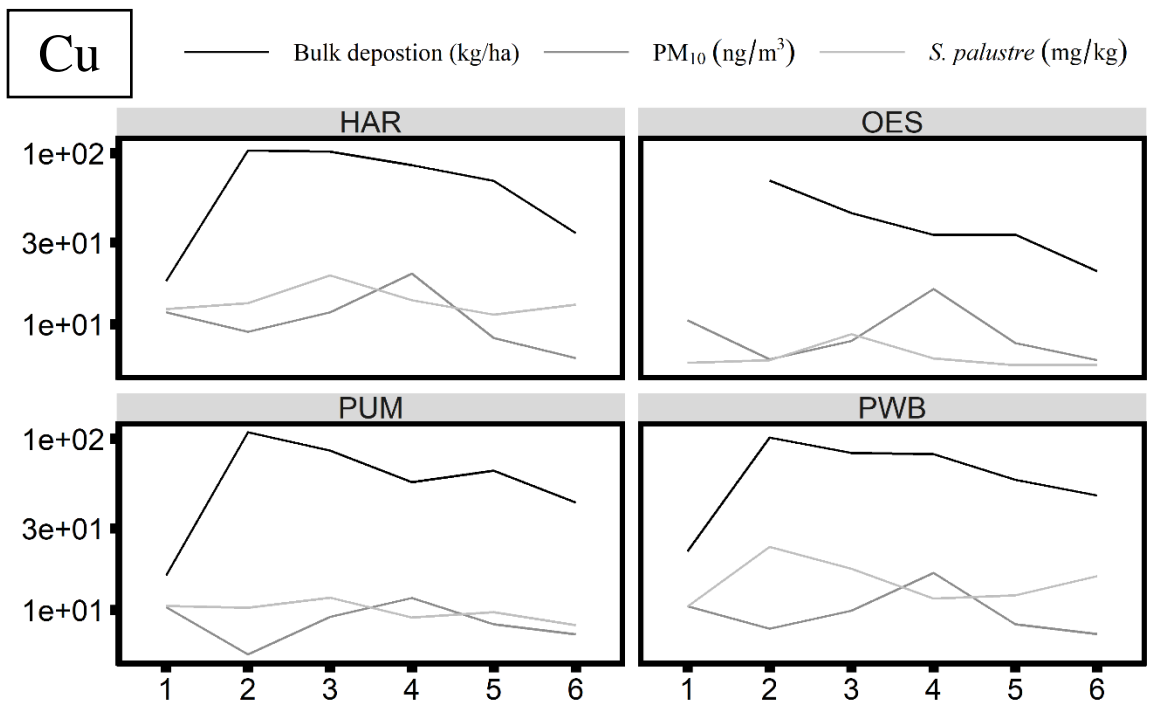 Cu
Bulk depostion (kg/ha) PM₁₀ (ng/m³) S. palustre (mg/kg)
HAR OES
1e+02
3e+01
1e+01
PUM PWB
1e+02
3e+01
1e+01
1 2 3 4 5 6 1 2 3 4 5 6